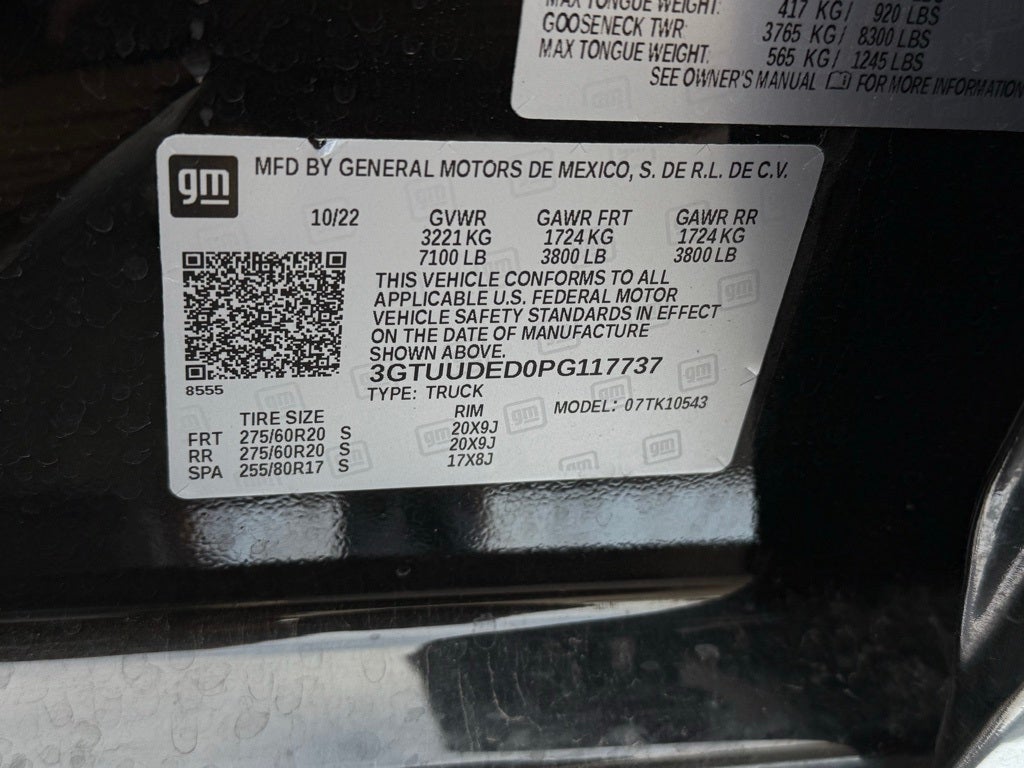 MAX TONGUE WEIGHT: 417 KG/ 920 LBS
GOOSENECK TWR: 3765 KG/ 8300 LBS
MAX TONGUE WEIGHT: 565 KG/ 1245 LBS
SEE OWNER'S MANUAL FOR MORE INFORMATION
gm MFD BY GENERAL MOTORS DE MEXICO, S. DE R.L. DE C.V.
10/22 GVWR GAWR FRT GAWR RR
3221 KG 1724 KG 1724 KG
7100 LB 3800 LB 3800 LB
THIS VEHICLE CONFORMS TO ALL
APPLICABLE U.S. FEDERAL MOTOR
VEHICLE SAFETY STANDARDS IN EFFECT
ON THE DATE OF MANUFACTURE
SHOWN ABOVE.
3GTUUDED0PG117737
8555
TYPE: TRUCK
TIRE SIZE RIM MODEL: 07TK10543
FRT 275/60R20 S 20X9J
RR 275/60R20 S 20X9J
SPA 255/80R17 S 17X8J